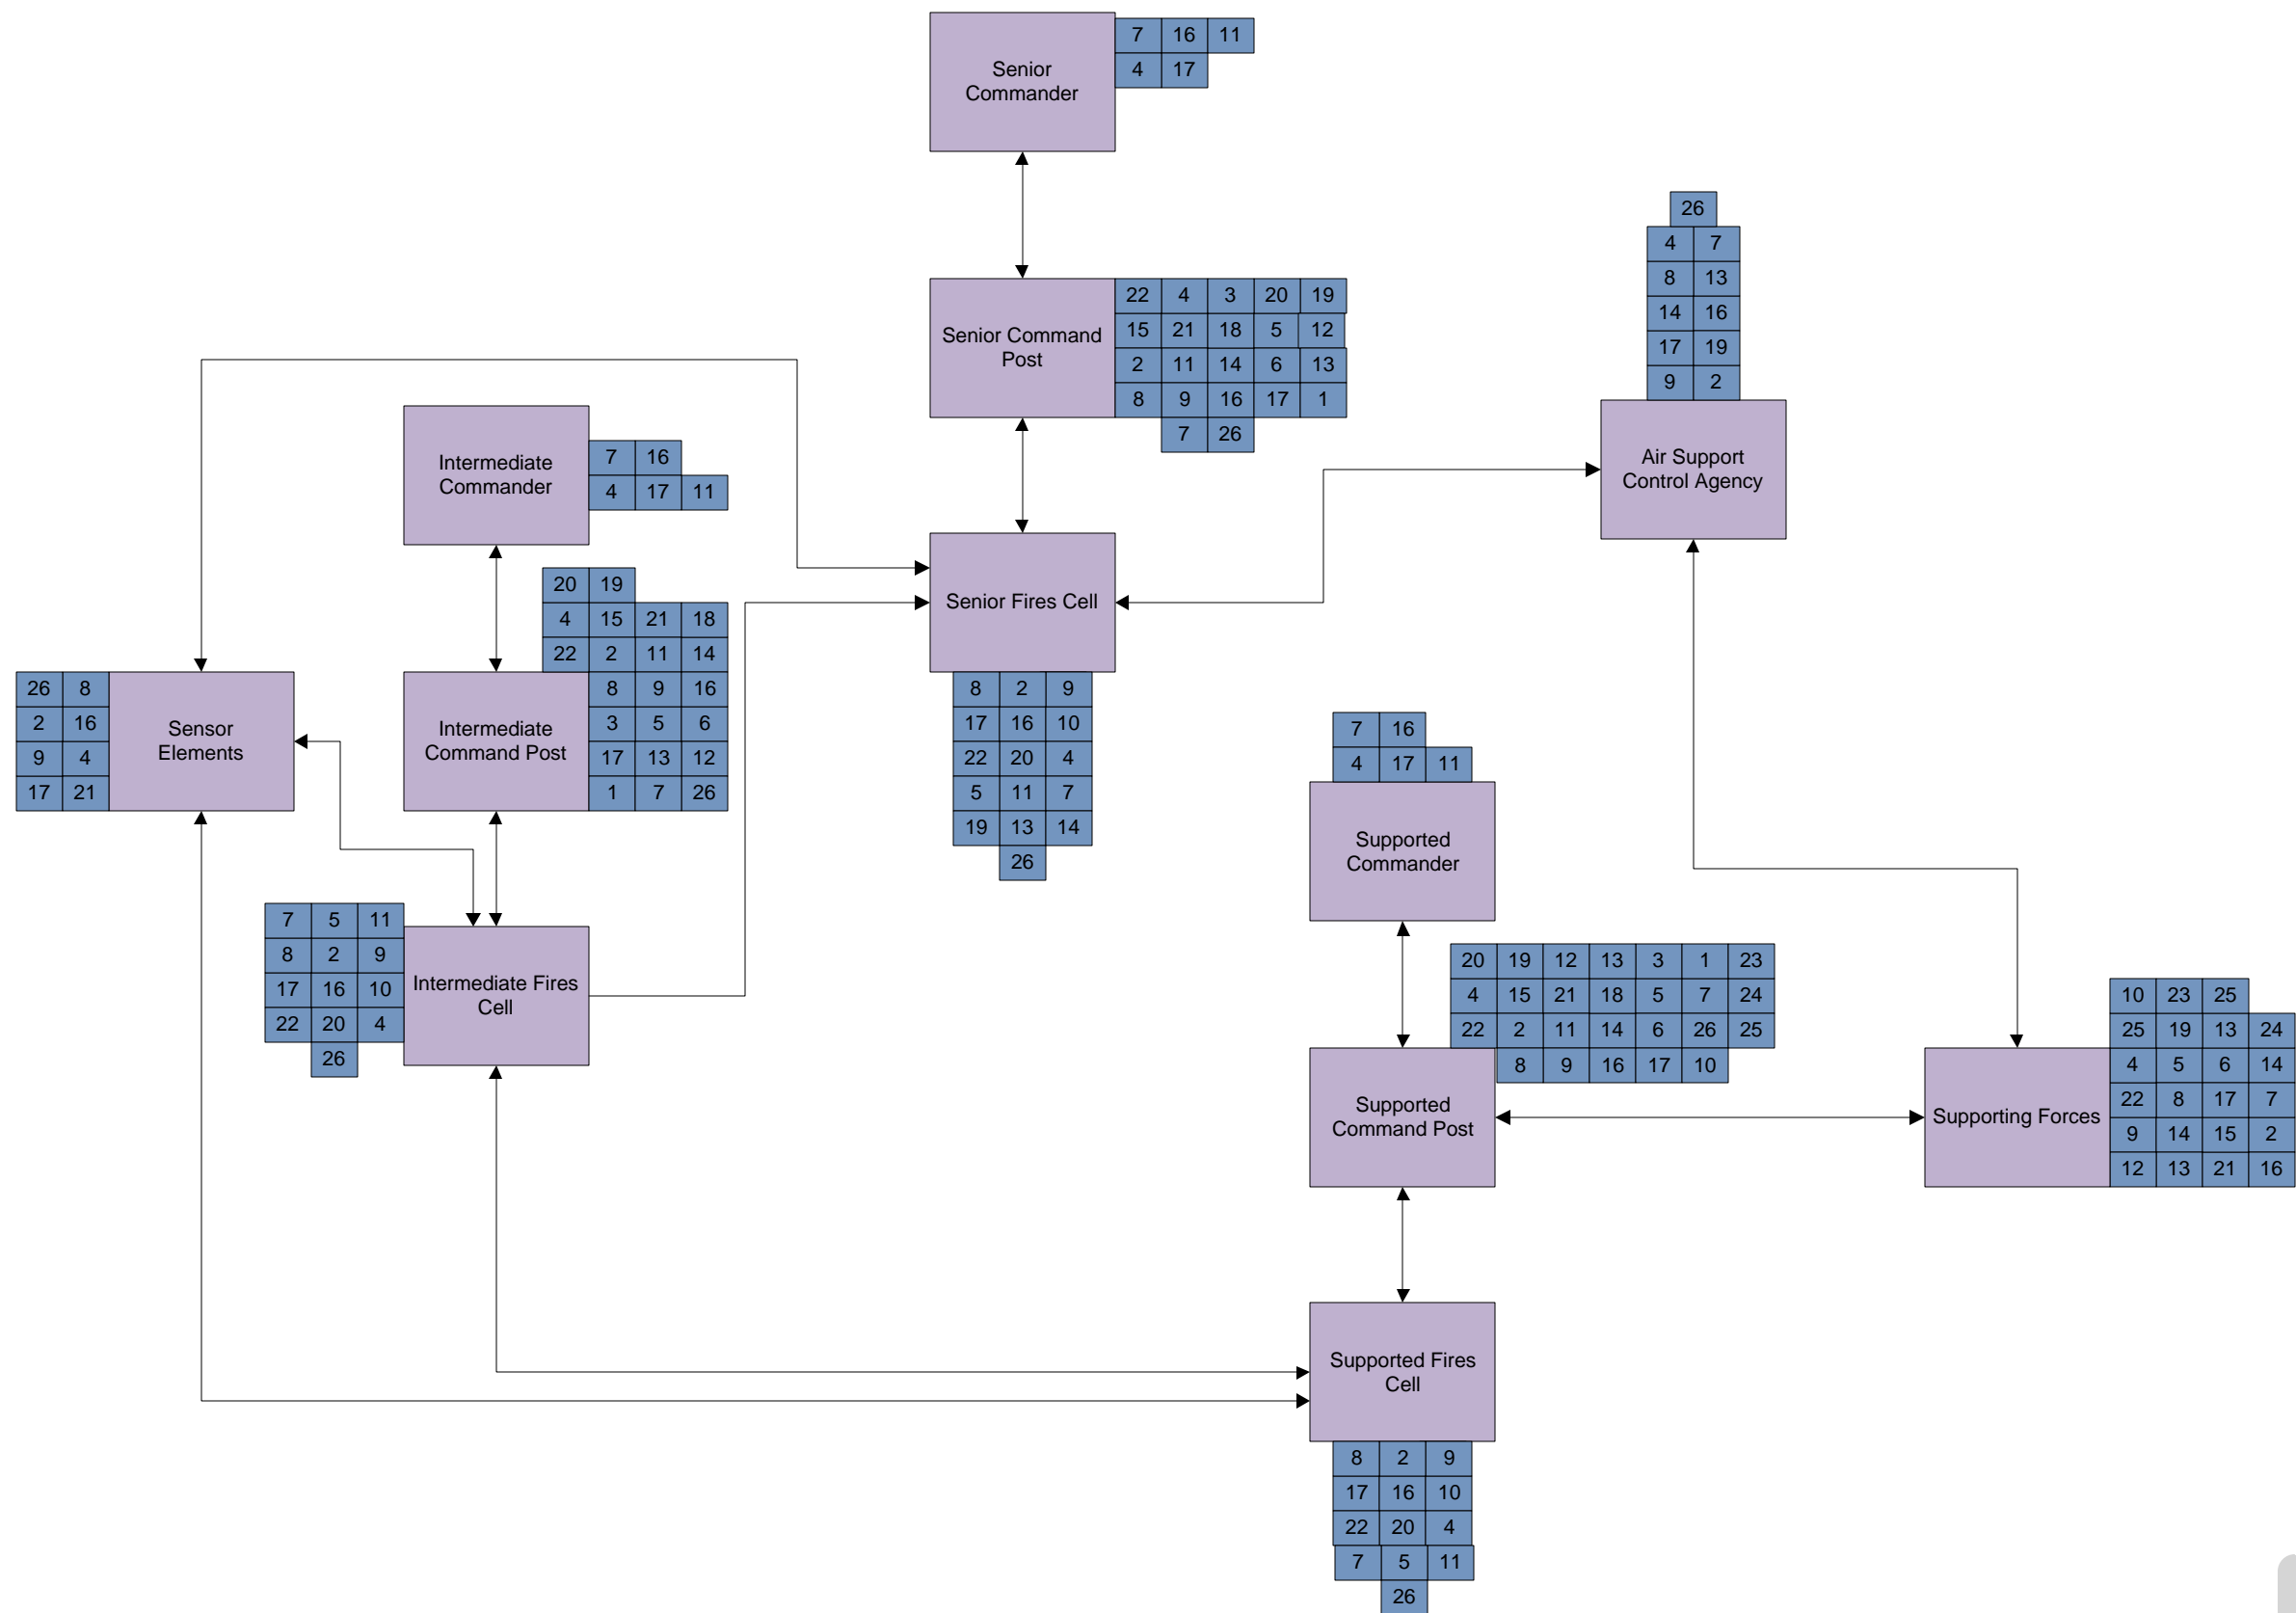 Senior
Commander
7 16 11
4 17
Senior Command
Post
22 4 3 20 19
15 21 18 5 12
2 11 14 6 13
8 9 16 17 1
7 26
26
4 7
8 13
14 16
17 19
9 2
Air Support
Control Agency
Intermediate
Commander
7 16
4 17 11
Senior Fires Cell
8 2 9
17 16 10
22 20 4
5 11 7
19 13 14
26
20 19
4 15 21 18
22 2 11 14
8 9 16
3 5 6
17 13 12
1 7 26
Intermediate
Command Post
26 8
2 16
9 4
17 21
Sensor
Elements
7 5 11
8 2 9
17 16 10
22 20 4
26
Intermediate Fires
Cell
7 16
4 17 11
Supported
Commander
20 19 12 13 3 1 23
4 15 21 18 5 7 24
22 2 11 14 6 26 25
8 9 16 17 10
Supported
Command Post
Supporting Forces
10 23 25
25 19 13 24
4 5 6 14
22 8 17 7
9 14 15 2
12 13 21 16
Supported Fires
Cell
8 2 9
17 16 10
22 20 4
7 5 11
26